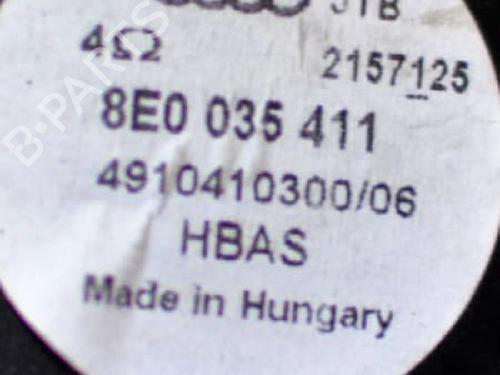 JTB
4Ω
2157125
8E0 035 411
4910410300/06
HBAS
Made in Hungary
B-PARTS